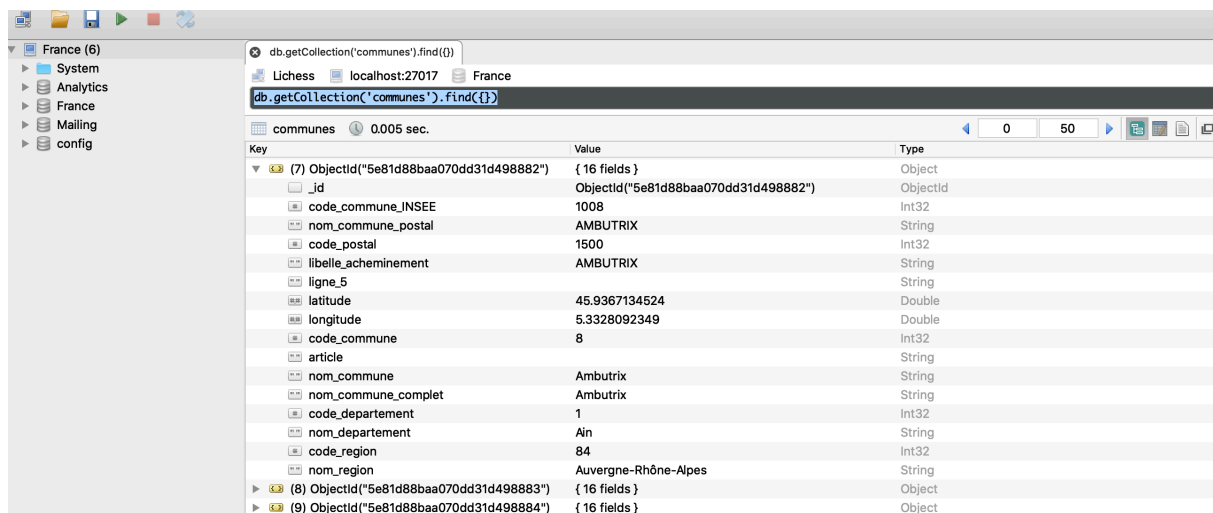 France (6)
System
Analytics
France
Mailing
config
db.getCollection('communes').find({})
Lichess localhost:27017 France
db.getCollection('communes').find({})
communes 0.005 sec. 0 50
Key Value Type
(7) ObjectId("5e81d88baa070dd31d498882") { 16 fields } Object
_id ObjectId("5e81d88baa070dd31d498882") ObjectId
code_commune_INSEE 1008 Int32
nom_commune_postal AMBUTRIX String
code_postal 1500 Int32
libelle_acheminement AMBUTRIX String
ligne_5 String
latitude 45.9367134524 Double
longitude 5.3328092349 Double
code_commune 8 Int32
article String
nom_commune Ambutrix String
nom_commune_complet Ambutrix String
code_departement 1 Int32
nom_departement Ain String
code_region 84 Int32
nom_region Auvergne-Rhône-Alpes String
(8) ObjectId("5e81d88baa070dd31d498883") { 16 fields } Object
(9) ObjectId("5e81d88baa070dd31d498884") { 16 fields } Object